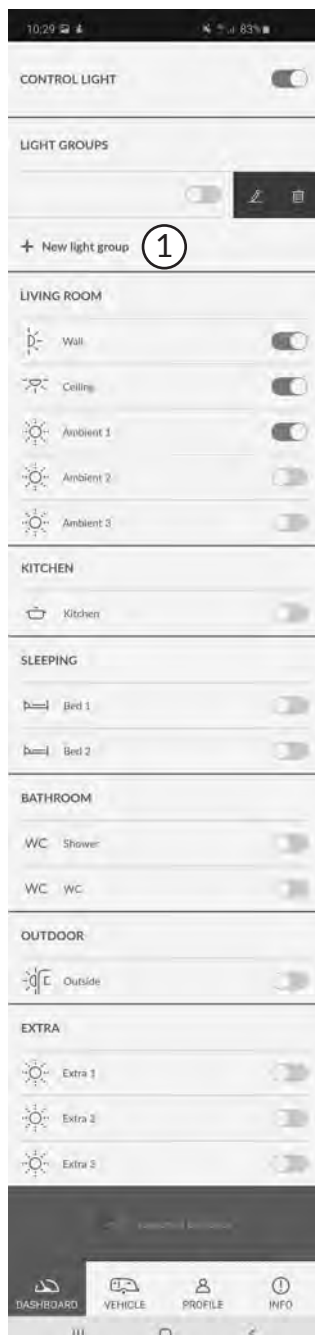 10:29 83%
CONTROL LIGHT
LIGHT GROUPS
+ New light group 1
LIVING ROOM
Wall
Ceiling
Ambient 1
Ambient 2
Ambient 3
KITCHEN
Kitchen
SLEEPING
Bed 1
Bed 2
BATHROOM
WC Shower
WC WC
OUTDOOR
Outside
EXTRA
Extra 1
Extra 2
Extra 3
DASHBOARD VEHICLE PROFILE INFO